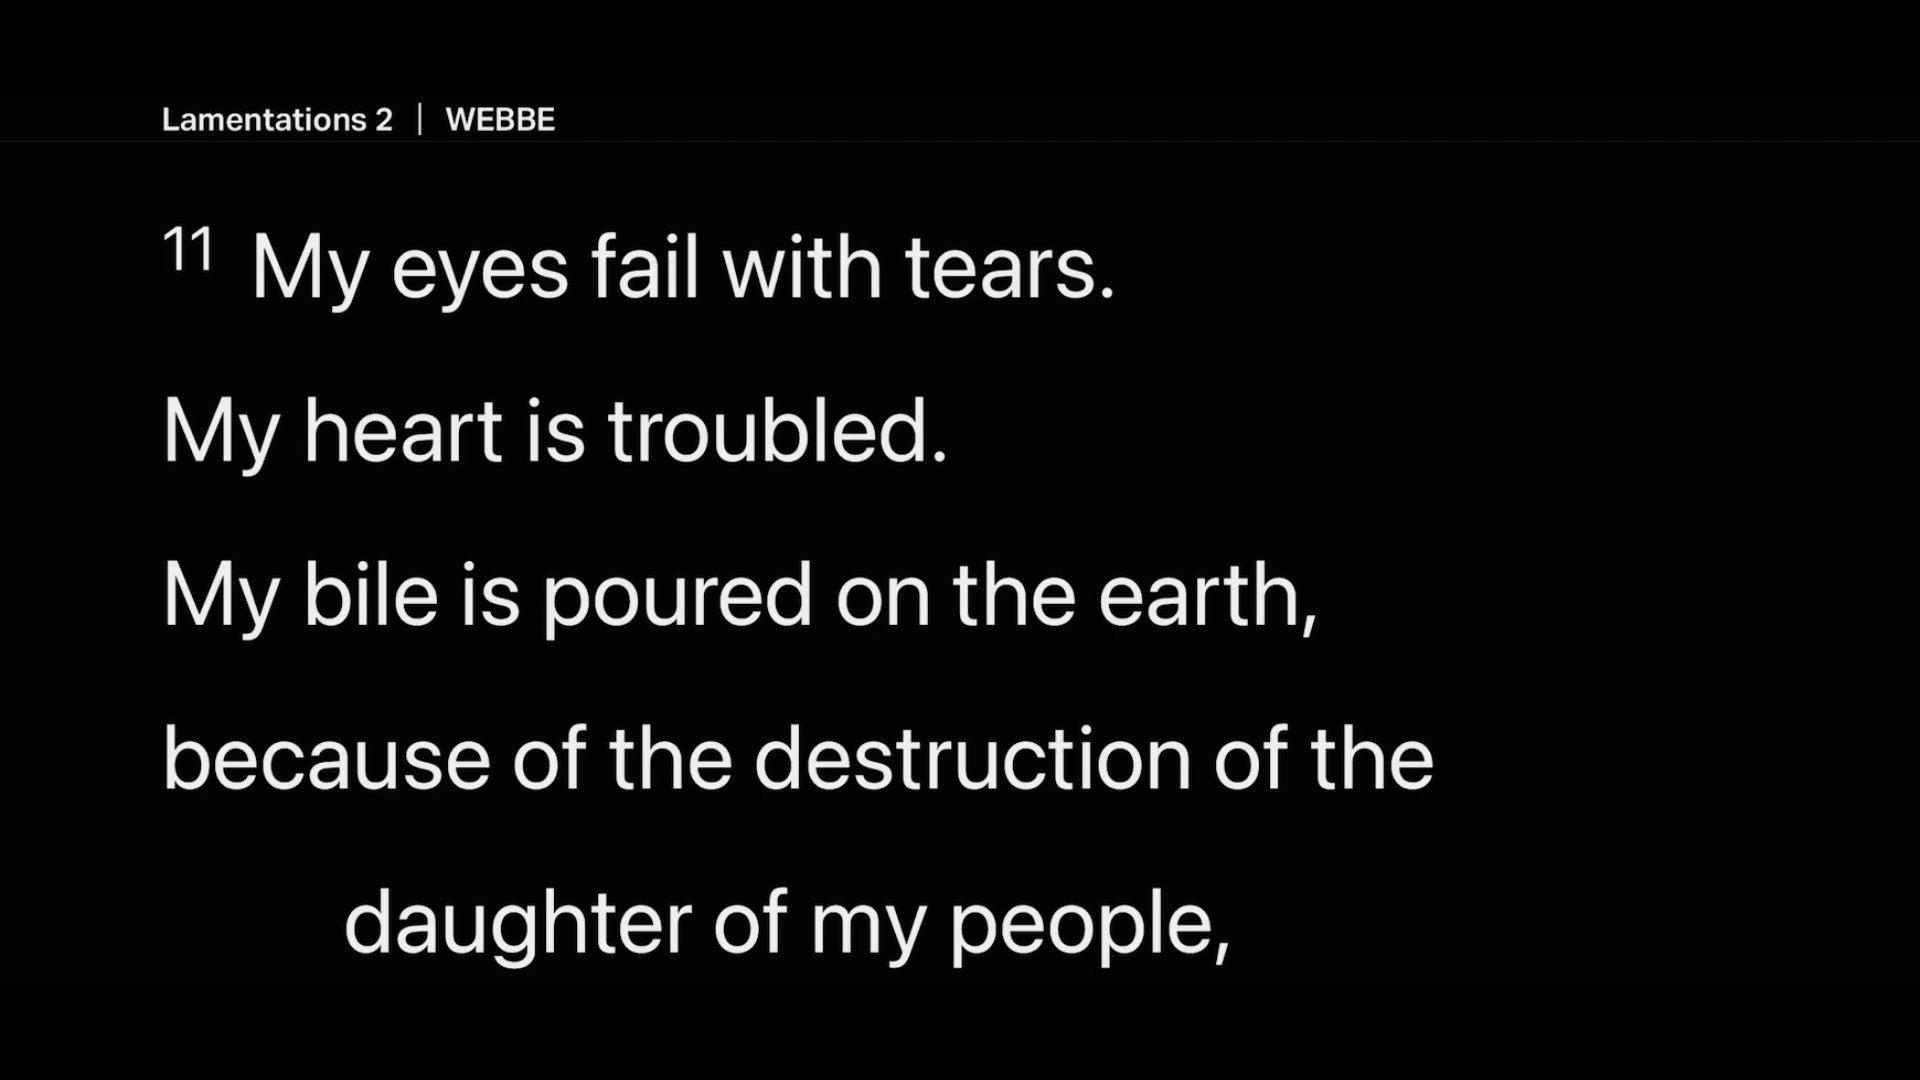 Lamentations 2 | WEBBE
11 My eyes fail with tears.
My heart is troubled.
My bile is poured on the earth,
because of the destruction of the
daughter of my people,